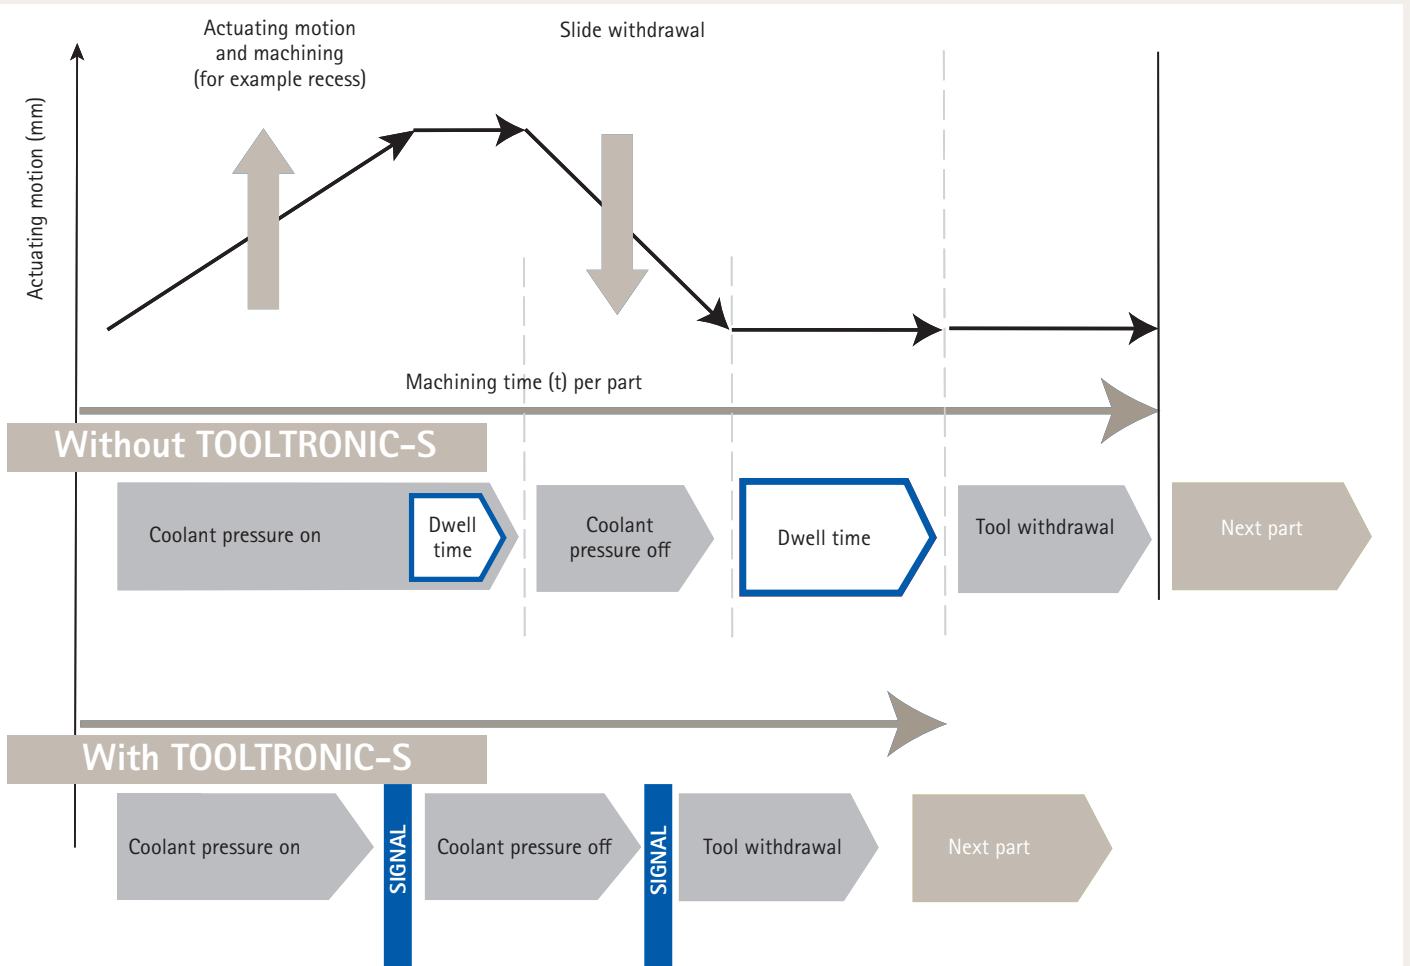 Actuating motion
and machining
(for example recess)
Slide withdrawal
Actuating motion (mm)
Machining time (t) per part
Without TOOLTRONIC-S
Coolant pressure on
Dwell
time
Coolant
pressure off
Dwell time
Tool withdrawal
Next part
With TOOLTRONIC-S
Coolant pressure on
SIGNAL
Coolant pressure off
SIGNAL
Tool withdrawal
Next part